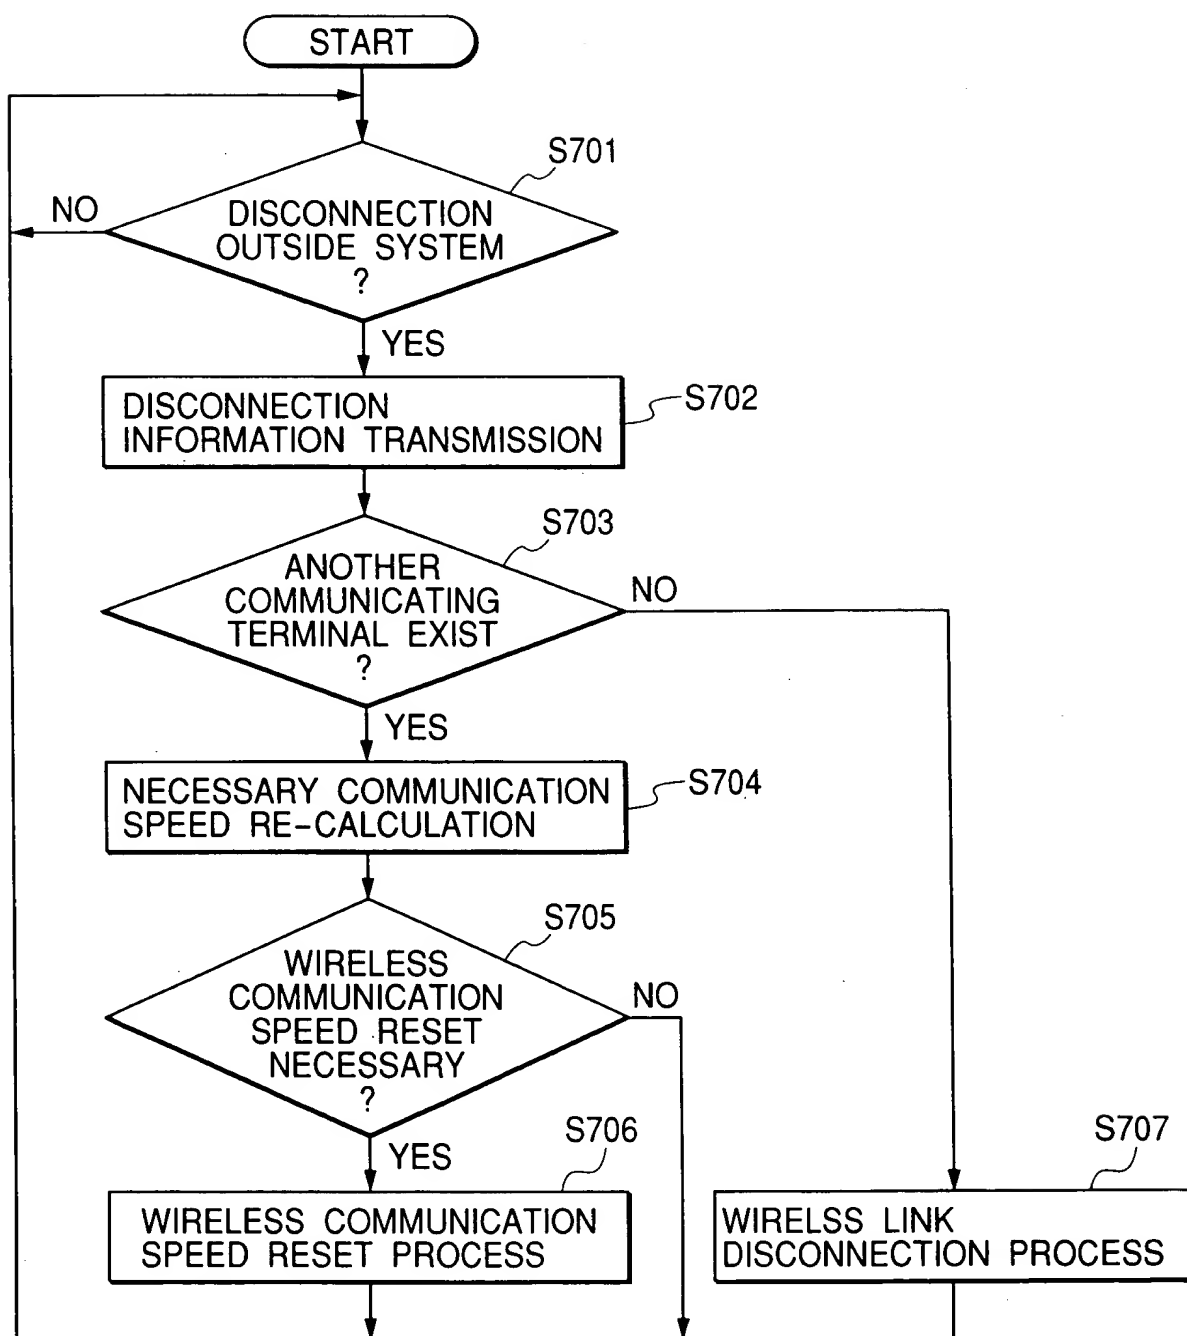 START
S701
NO
DISCONNECTION
OUTSIDE SYSTEM
?
YES
S702
DISCONNECTION
INFORMATION TRANSMISSION
S703
ANOTHER
COMMUNICATING
TERMINAL EXIST
?
NO
YES
S704
NECESSARY COMMUNICATION
SPEED RE-CALCULATION
S705
WIRELESS
COMMUNICATION
SPEED RESET
NECESSARY
?
NO
YES
S706
S707
WIRELESS COMMUNICATION
SPEED RESET PROCESS
WIRELSS LINK
DISCONNECTION PROCESS